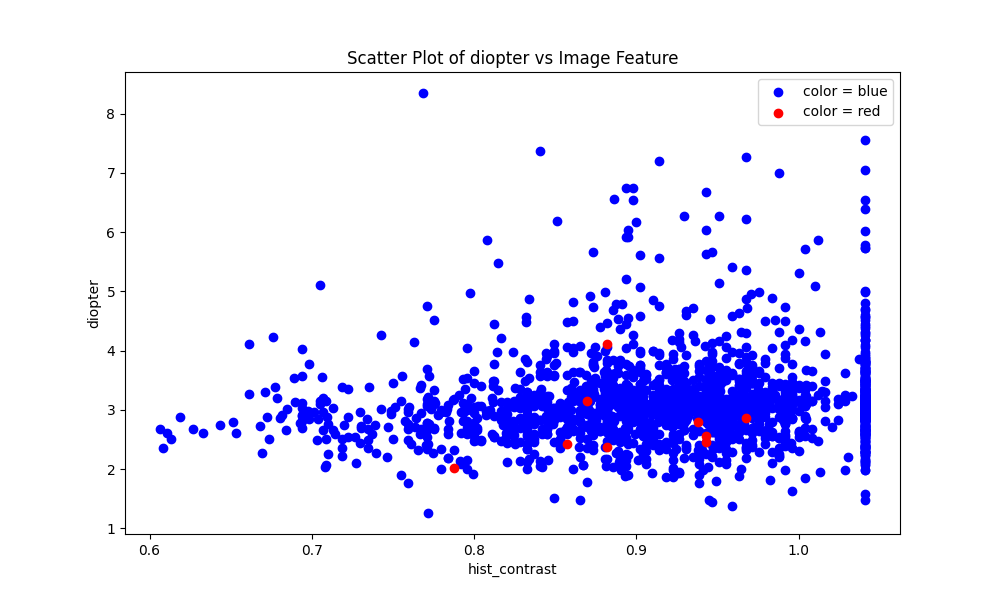 Scatter Plot of diopter vs Image Feature
color = blue
color = red
8
7
6
5
4
3
2
1
diopter
0.6 0.7 0.8 0.9 1.0
hist_contrast